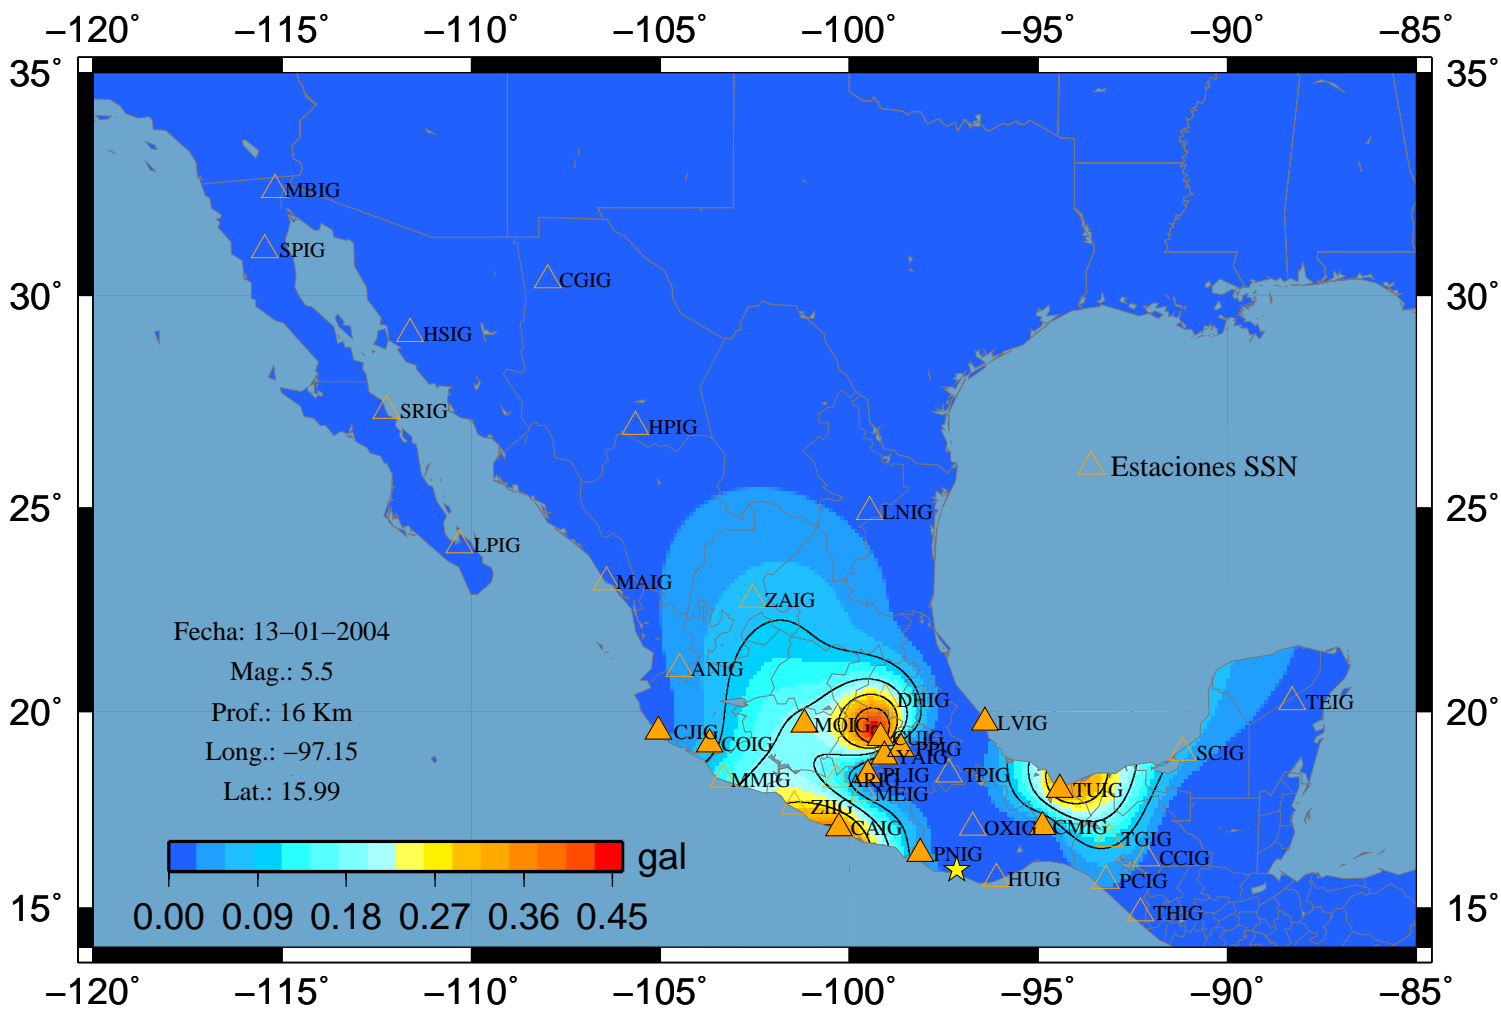 −120° −115° −110° −105° −100° −95° −90° −85°
35° 35°
MBIG
SPIG
CGIG
30° 30°
HSIG
SRIG
HPIG
Estaciones SSN
25° LNIG 25°
LPIG
MAIG
ZAIG
Fecha: 13−01−2004
Mag.: 5.5
ANIG
DHIG TEIG
20° Prof.: 16 Km 20°
CJIG MOIG LVIG
COIG CUIG
PPIG
Long.: −97.15 YAIG SCIG
MMIG ARIG PLIG TPIG
Lat.: 15.99 MEIG TUIG
ZIIG
CAIG OXIG CMIG
TGIG
gal PNIG CCIG
HUIG PCIG
15° THIG 15°
0.00 0.09 0.18 0.27 0.36 0.45
−120° −115° −110° −105° −100° −95° −90° −85°